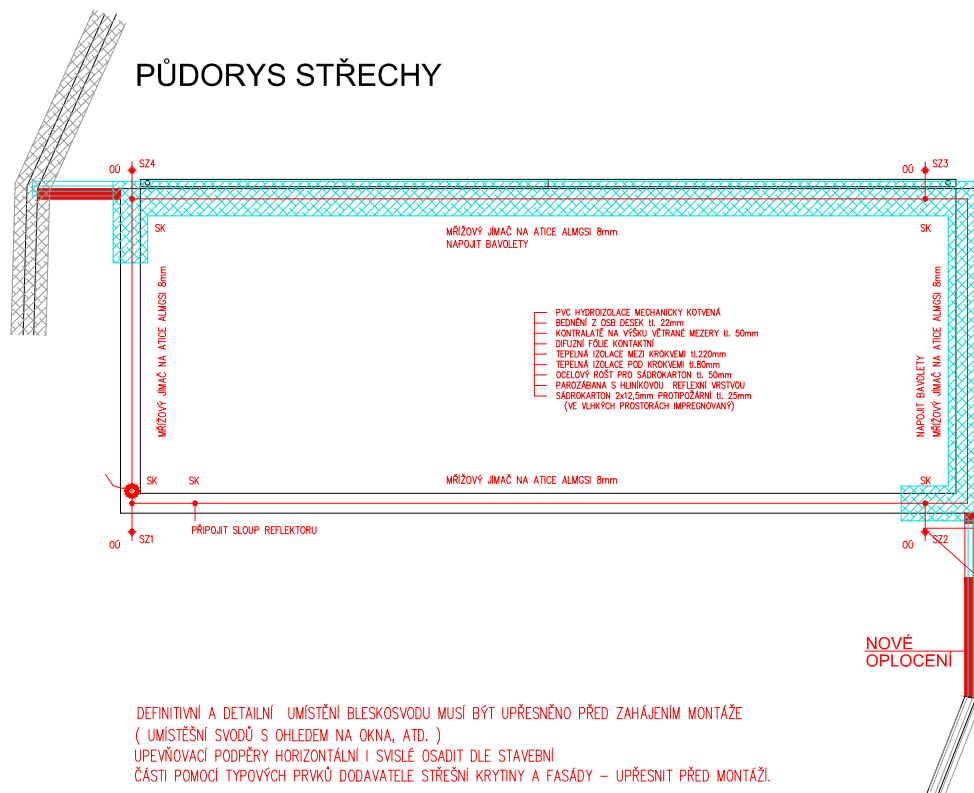 PŮDORYS STŘECHY
OÚ
SZ4
OÚ
SZ3
SK
SK
MŘÍŽOVÝ JÍMAČ NA ATICE ALMGSI 8mm
NAPOJIT BAVOLETY
MŘÍŽOVÝ JÍMAČ NA ATICE ALMGSI 8mm
PVC HYDROIZOLACE MECHANICKY KOTVENÁ
BEDNĚNÍ Z OSB DESEK tl. 22mm
KONTRALATĚ NA VÝŠKU VĚTRANÉ MEZERY tl. 50mm
DIFUZNÍ FÓLIE KONTAKTNÍ
TEPELNÁ IZOLACE MEZI KROKVEMI tl.220mm
TEPELNÁ IZOLACE POD KROKVEMI tl.80mm
OCELOVÝ ROŠT PRO SÁDROKARTON tl. 50mm
PAROZÁBANA S HLINÍKOVOU REFLEXNÍ VRSTVOU
SÁDROKARTON 2x12,5mm PROTIPOŽÁRNÍ tl. 25mm
(VE VLHKÝCH PROSTORÁCH IMPREGNOVANÝ)
NAPOJIT BAVOLETY
MŘÍŽOVÝ JÍMAČ NA ATICE ALMGSI 8mm
SK
SK
MŘÍŽOVÝ JÍMAČ NA ATICE ALMGSI 8mm
SK
PŘIPOJIT SLOUP REFLEKTORU
OÚ
SZ1
OÚ
SZ2
NOVÉ
OPLOCENÍ
DEFINITIVNÍ A DETAILNÍ UMÍSTĚNÍ BLESKOSVODU MUSÍ BÝT UPŘESNĚNO PŘED ZAHÁJENÍM MONTÁŽE
( UMÍSTĚŠNÍ SVODŮ S OHLEDEM NA OKNA, ATD. )
UPEVŇOVACÍ PODPĚRY HORIZONTÁLNÍ I SVISLÉ OSADIT DLE STAVEBNÍ
ČÁSTI POMOCÍ TYPOVÝCH PRVKŮ DODAVATELE STŘEŠNÍ KRYTINY A FASÁDY – UPŘESNIT PŘED MONTÁŽÍ.